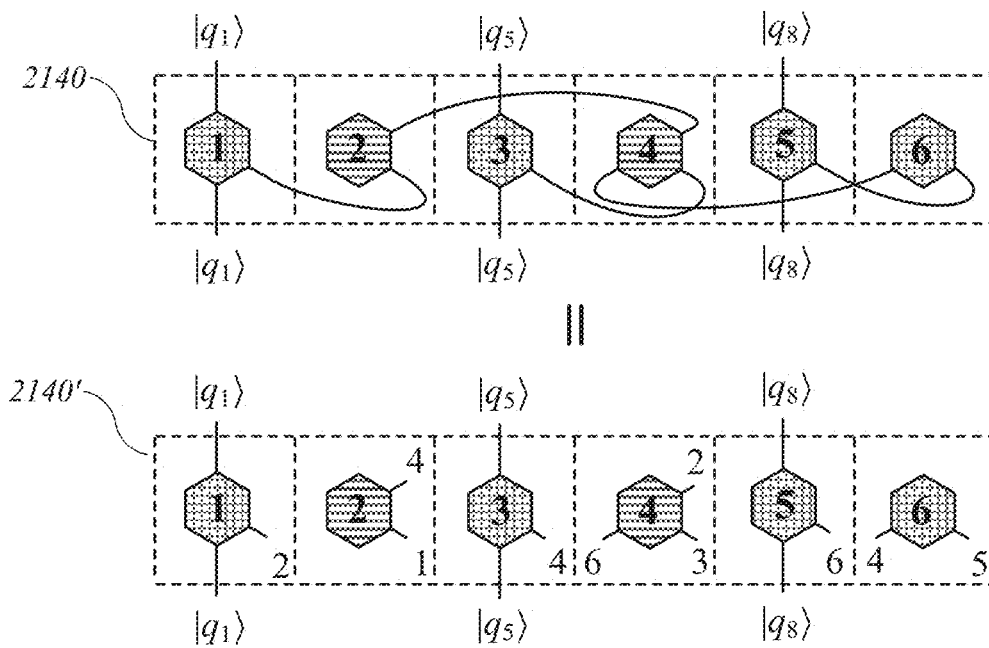 |q₁⟩ |q₅⟩ |q₈⟩
2140
1 2 3 4 5 6
|q₁⟩ |q₅⟩ |q₈⟩
||
2140'
|q₁⟩ |q₅⟩ |q₈⟩
4 2
1 2 3 4 5 6
2 1 4 6 3 6 4 5
|q₁⟩ |q₅⟩ |q₈⟩